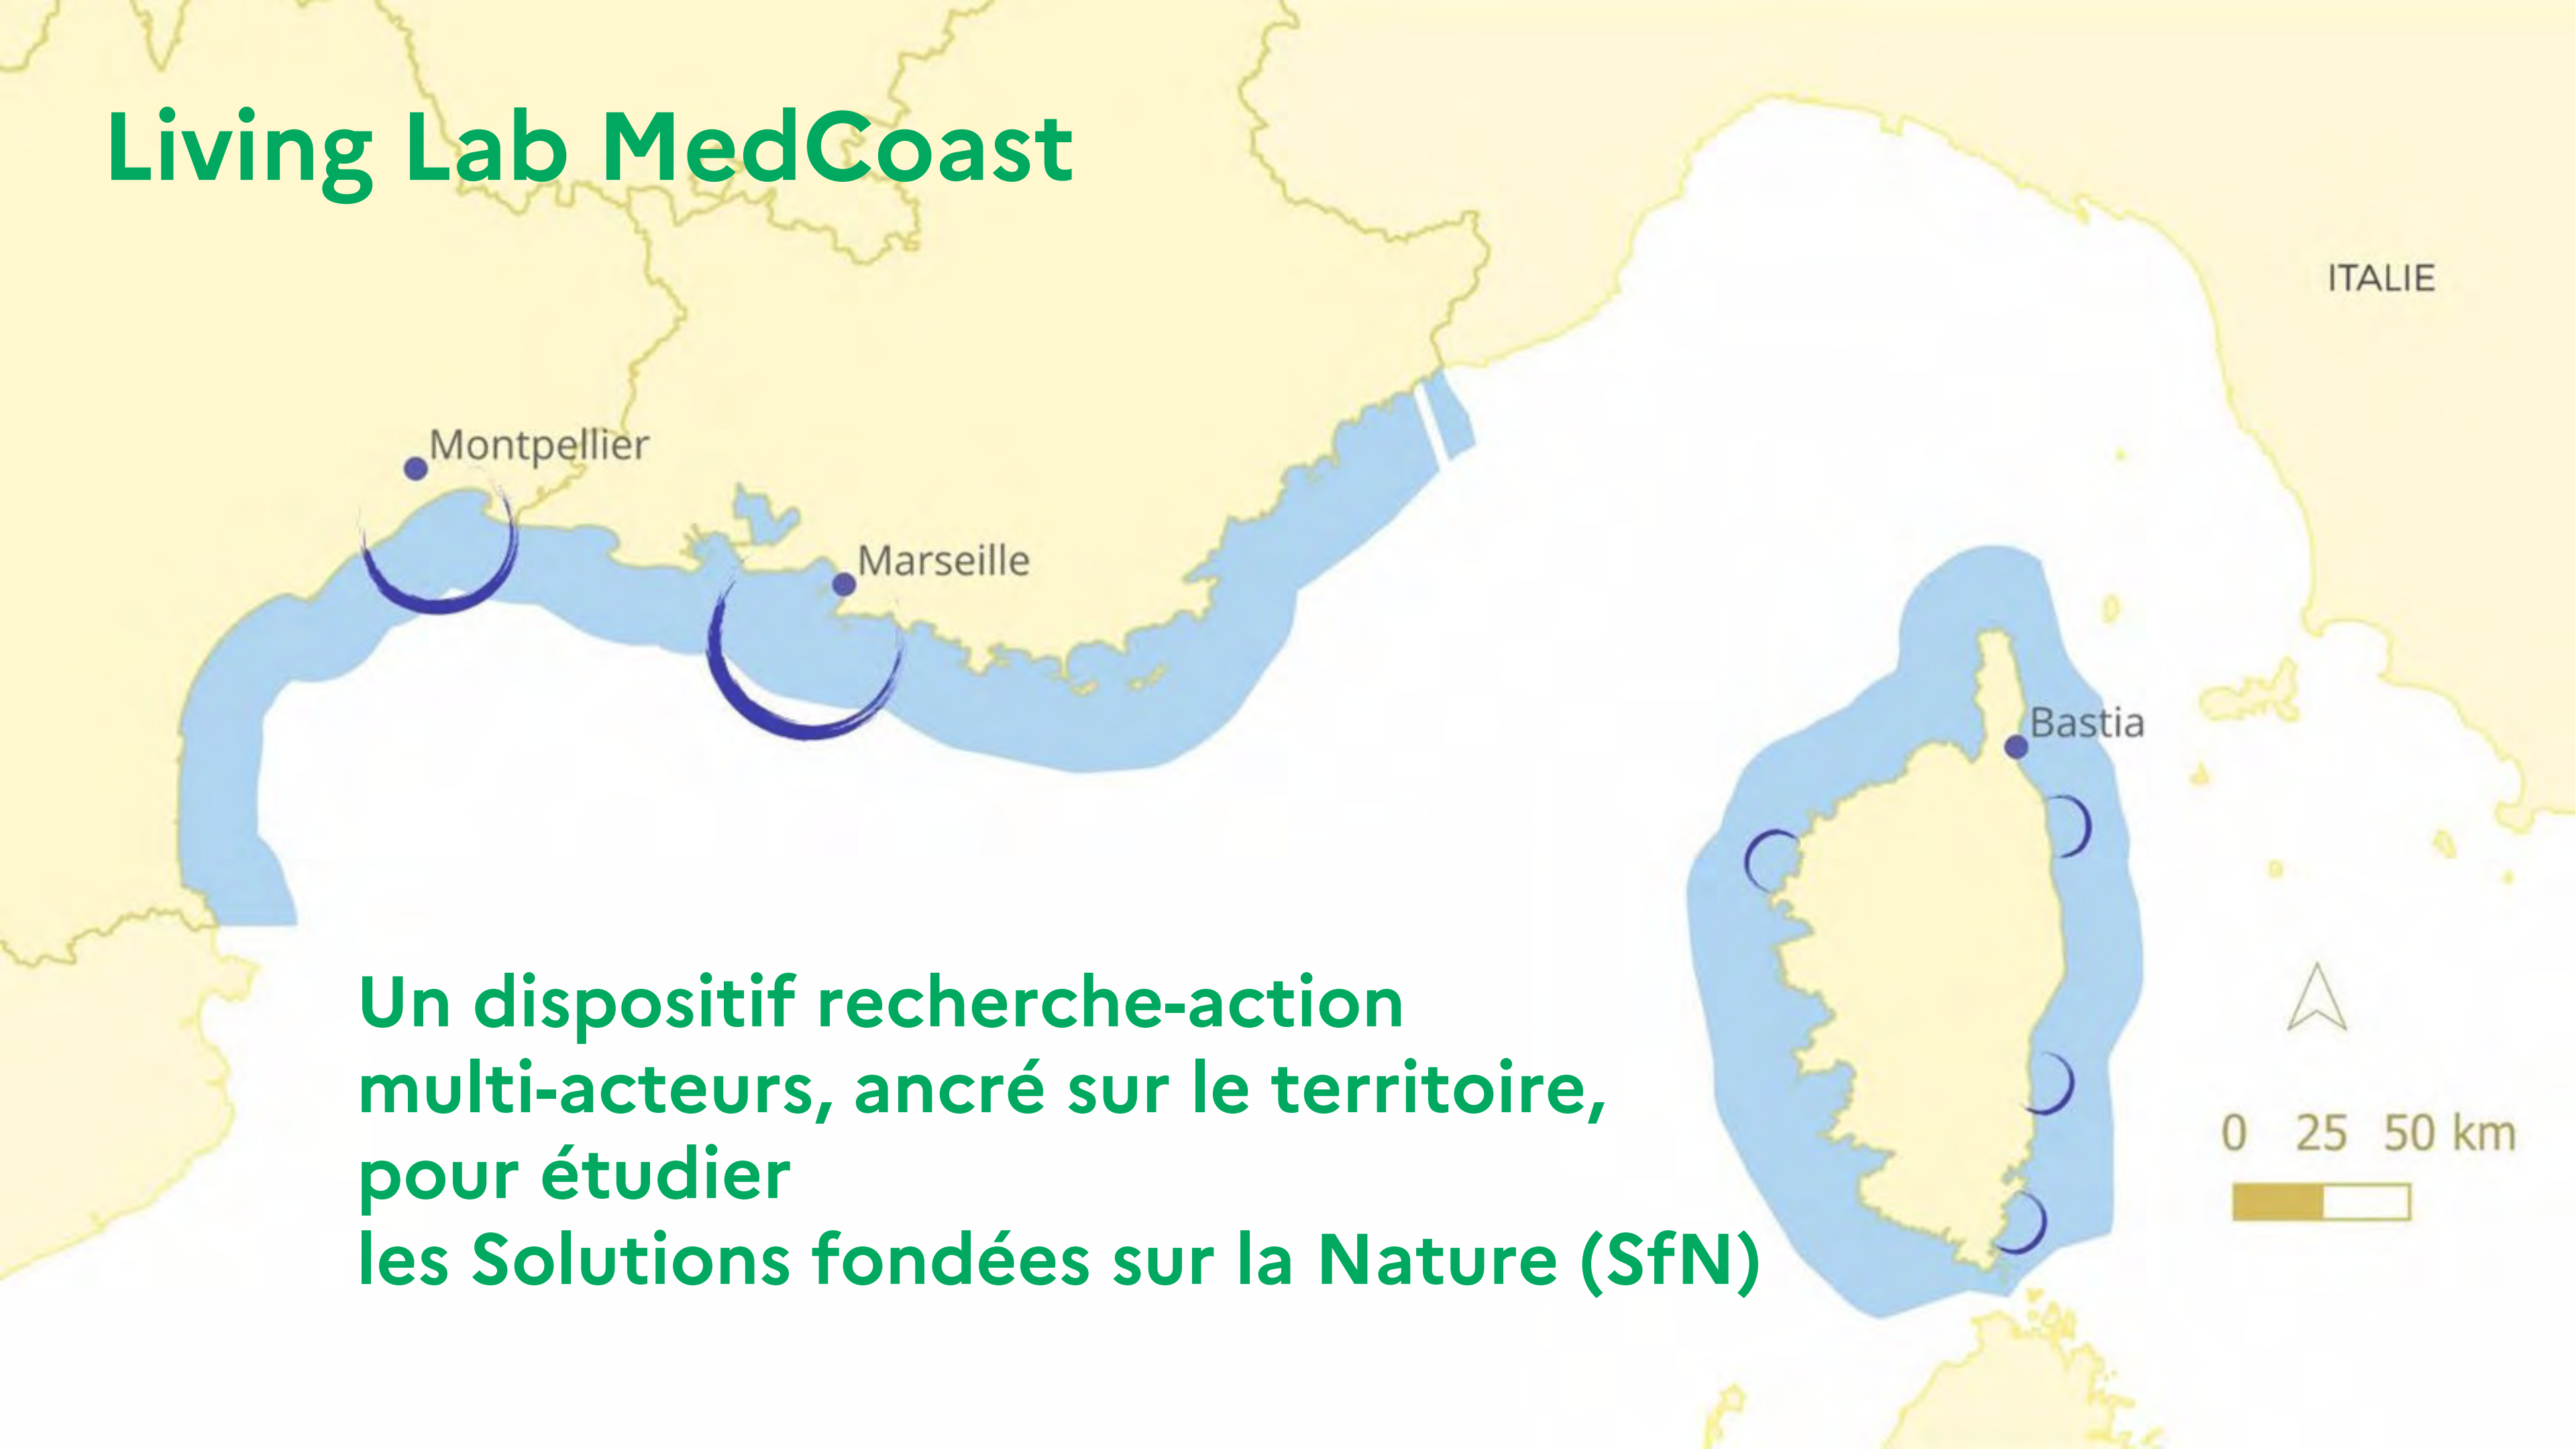 Living Lab MedCoast
ITALIE
Montpellier
Marseille
Bastia
Un dispositif recherche-action
multi-acteurs, ancré sur le territoire,
pour étudier
les Solutions fondées sur la Nature (SfN)
0 25 50 km